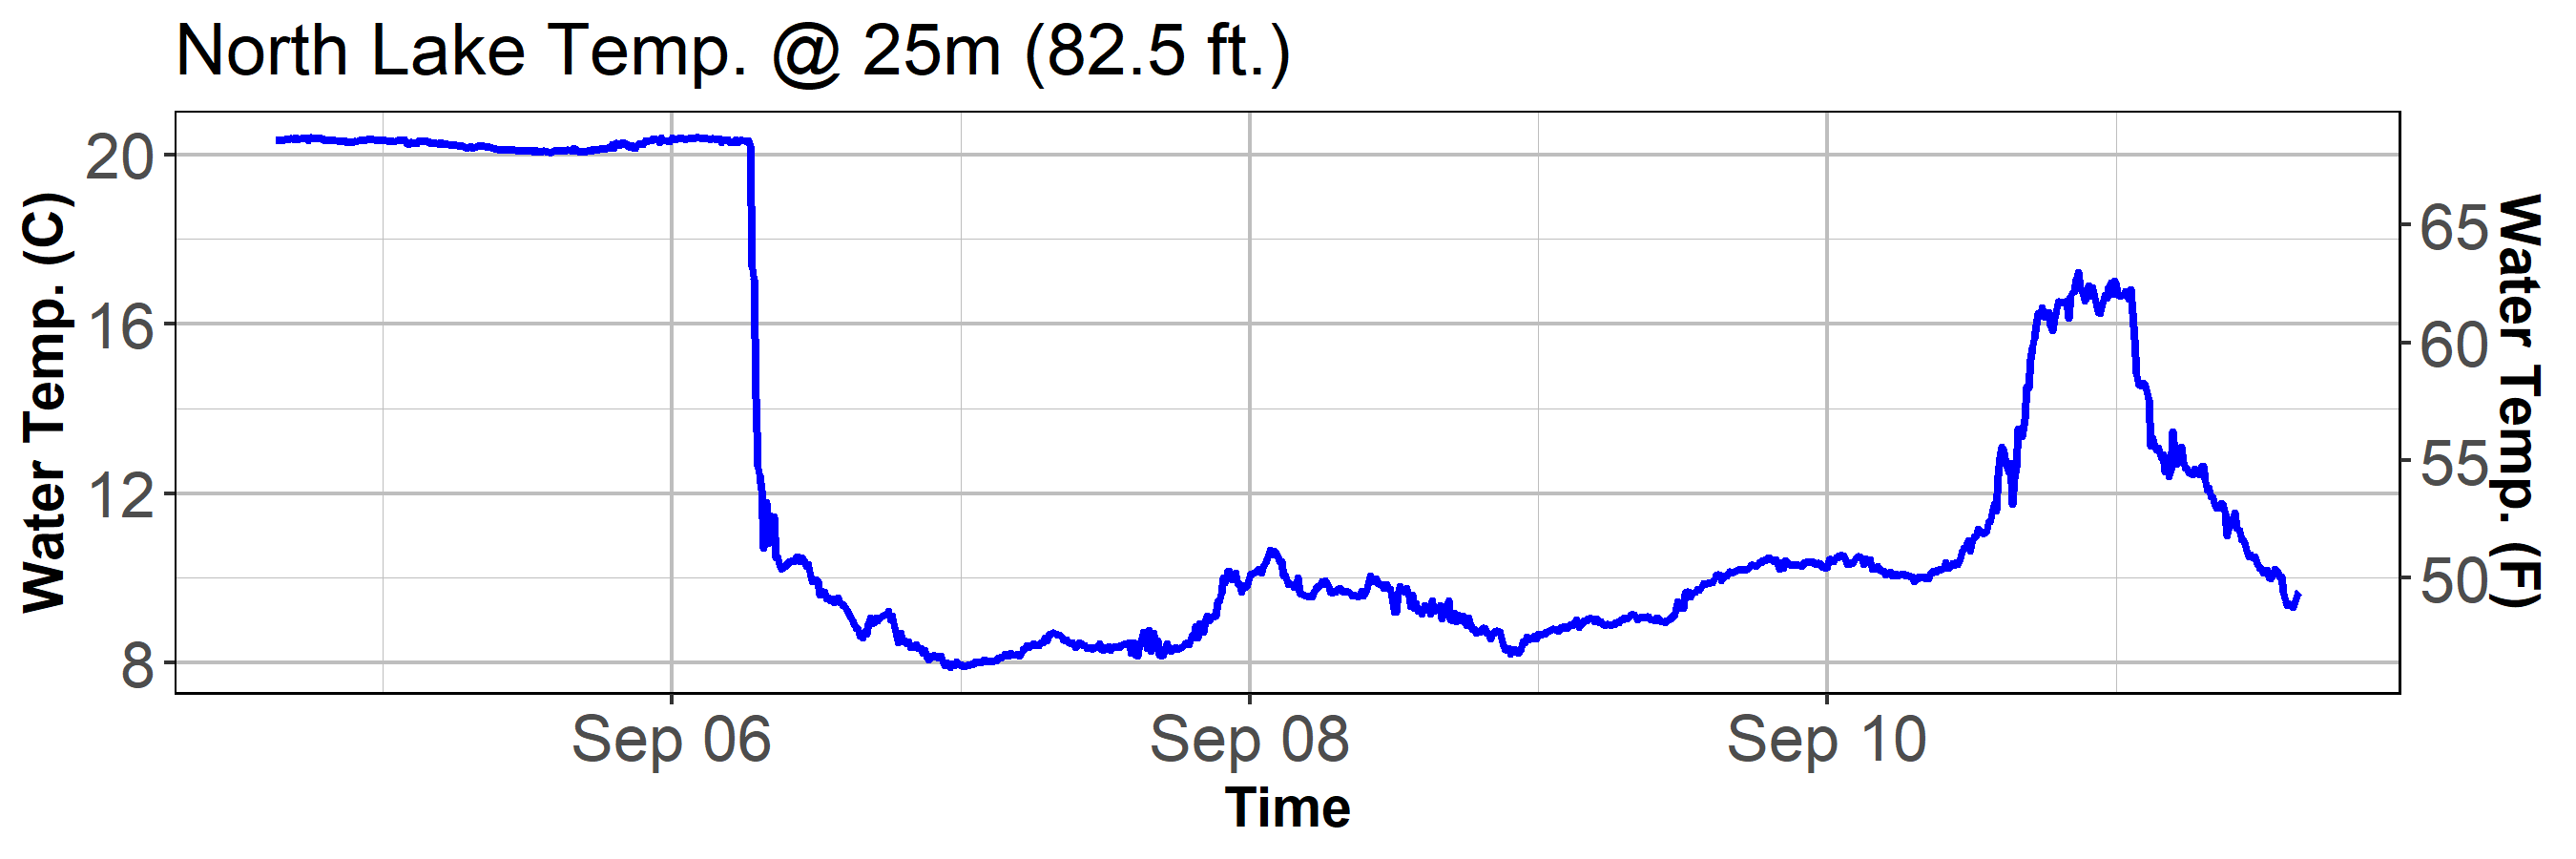 North Lake Temp. @ 25m (82.5 ft.)
Water Temp. (C)
20
16
12
8
65
60
55
50
Water Temp. (F)
Sep 06 Sep 08 Sep 10
Time